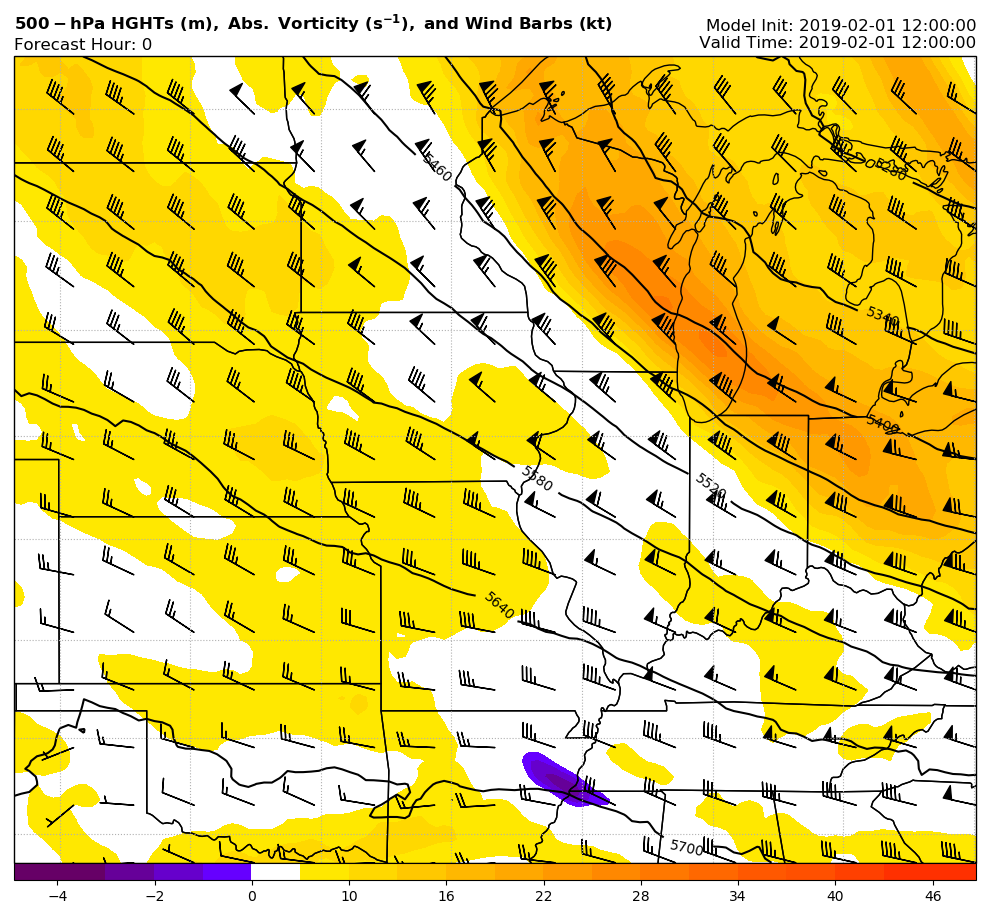 500−hPa HGHTs (m), Abs. Vorticity (s⁻¹), and Wind Barbs (kt)
Model Init: 2019-02-01 12:00:00
Forecast Hour: 0
Valid Time: 2019-02-01 12:00:00
5460
5280
5340
5400
5580
5520
5640
5700
−4 −2 0 10 16 22 28 34 40 46